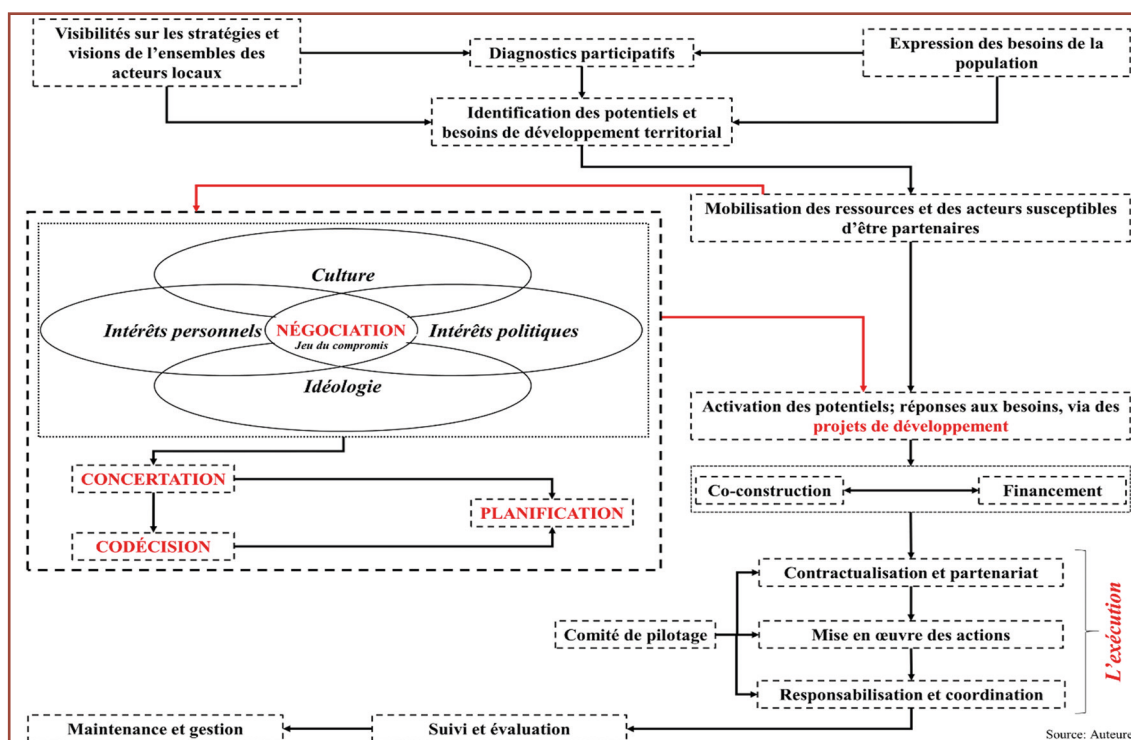 Visibilités sur les stratégies et
visions de l'ensembles des
acteurs locaux
Diagnostics participatifs
Expression des besoins de la
population
Identification des potentiels et
besoins de développement territorial
Mobilisation des ressources et des acteurs susceptibles
d'être partenaires
Culture
Intérêts personnels
NÉGOCIATION
Jeu du compromis
Intérêts politiques
Idéologie
CONCERTATION
PLANIFICATION
CODÉCISION
Activation des potentiels; réponses aux besoins, via des
projets de développement
Co-construction
Financement
Contractualisation et partenariat
Comité de pilotage
Mise en œuvre des actions
Responsabilisation et coordination
L'exécution
Suivi et évaluation
Maintenance et gestion
Source: Auteure